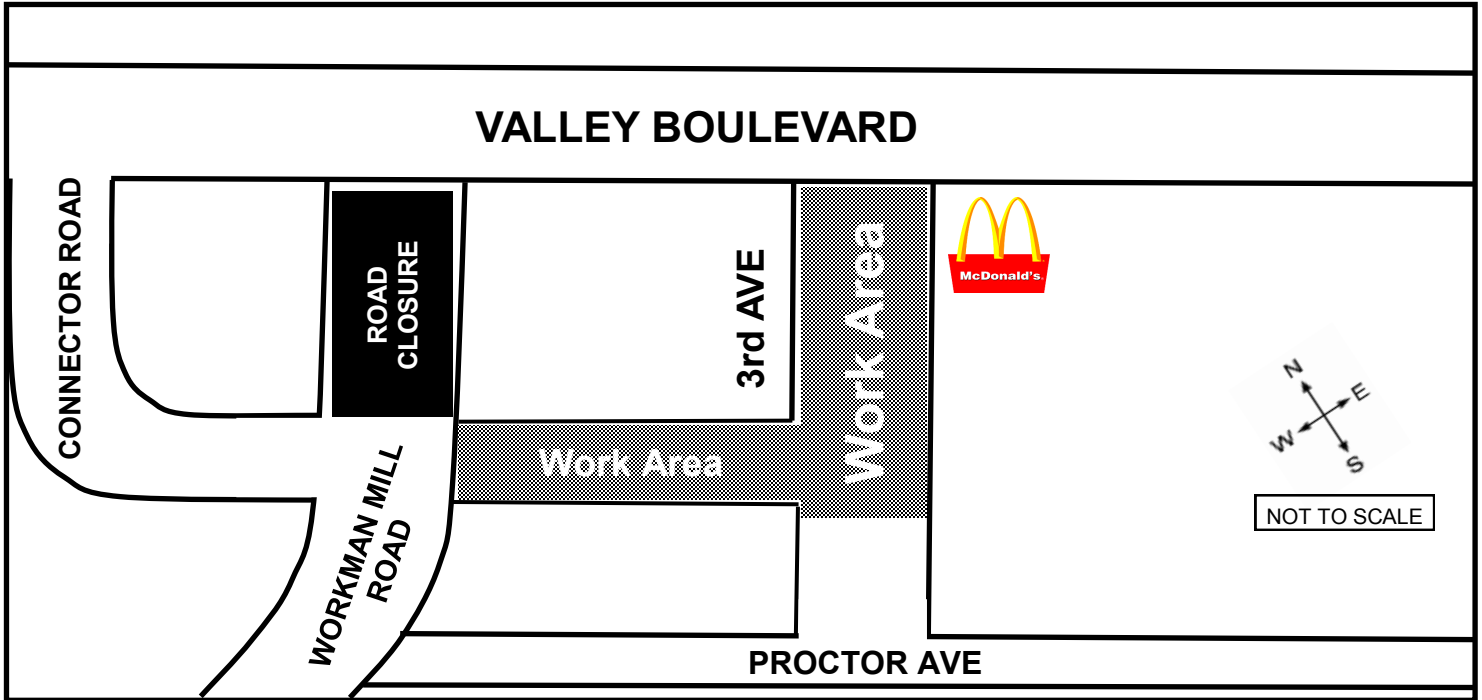 VALLEY BOULEVARD
CONNECTOR ROAD
ROAD
CLOSURE
3rd AVE
Work Area
McDonald's
N
E
W
S
Work Area
NOT TO SCALE
WORKMAN MILL
ROAD
PROCTOR AVE